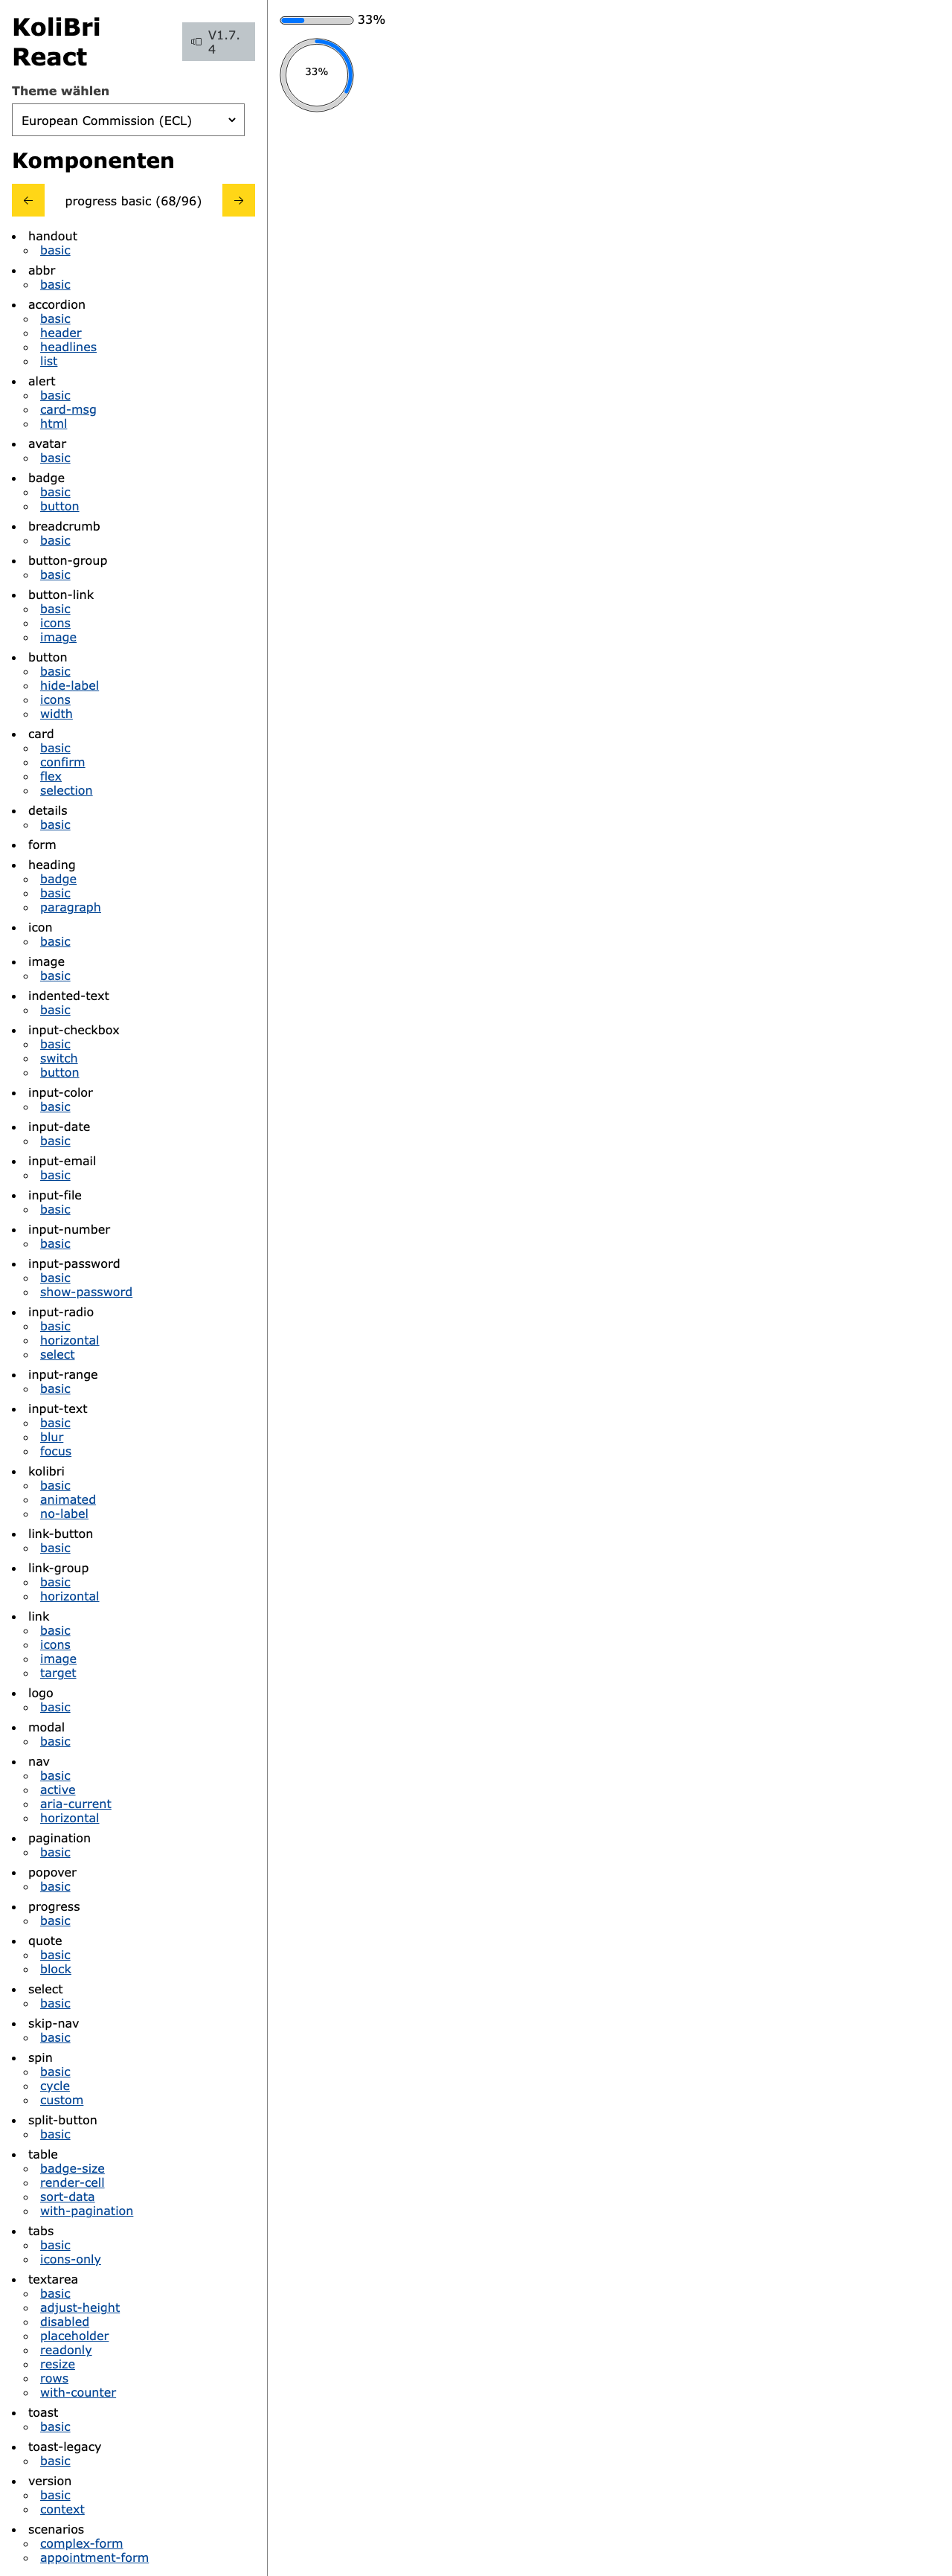 KoliBri
React
V1.7.
4
Theme wählen
European Commission (ECL)
Komponenten
progress basic (68/96)
handout
basic
abbr
basic
accordion
basic
header
headlines
list
alert
basic
card-msg
html
avatar
basic
badge
basic
button
breadcrumb
basic
button-group
basic
button-link
basic
icons
image
button
basic
hide-label
icons
width
card
basic
confirm
flex
selection
details
basic
form
heading
badge
basic
paragraph
icon
basic
image
basic
indented-text
basic
input-checkbox
basic
switch
button
input-color
basic
input-date
basic
input-email
basic
input-file
basic
input-number
basic
input-password
basic
show-password
input-radio
basic
horizontal
select
input-range
basic
input-text
basic
blur
focus
kolibri
basic
animated
no-label
link-button
basic
link-group
basic
horizontal
link
basic
icons
image
target
logo
basic
modal
basic
nav
basic
active
aria-current
horizontal
pagination
basic
popover
basic
progress
basic
quote
basic
block
select
basic
skip-nav
basic
spin
basic
cycle
custom
split-button
basic
table
badge-size
render-cell
sort-data
with-pagination
tabs
basic
icons-only
textarea
basic
adjust-height
disabled
placeholder
readonly
resize
rows
with-counter
toast
basic
toast-legacy
basic
version
basic
context
scenarios
complex-form
appointment-form
33%
33%